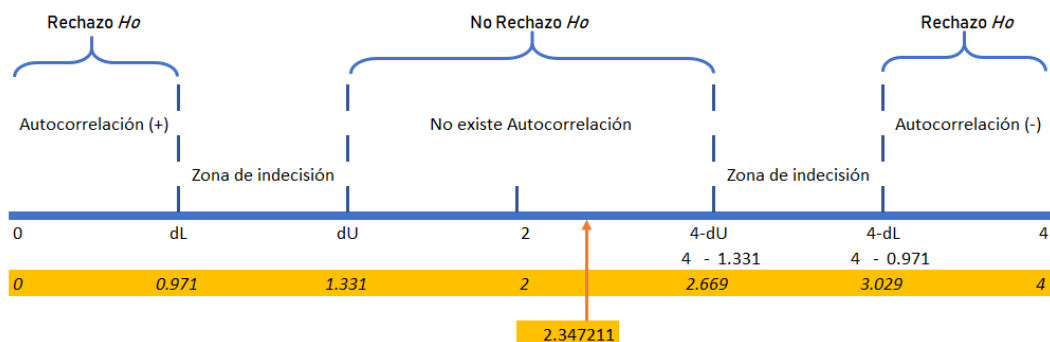 Rechazo Ho No Rechazo Ho Rechazo Ho
Autocorrelación (+) No existe Autocorrelación Autocorrelación (-)
Zona de indecisión Zona de indecisión
0 dL dU 2 4-dU 4-dL 4
4 - 1.331 4 - 0.971
0 0.971 1.331 2 2.669 3.029 4
2.347211